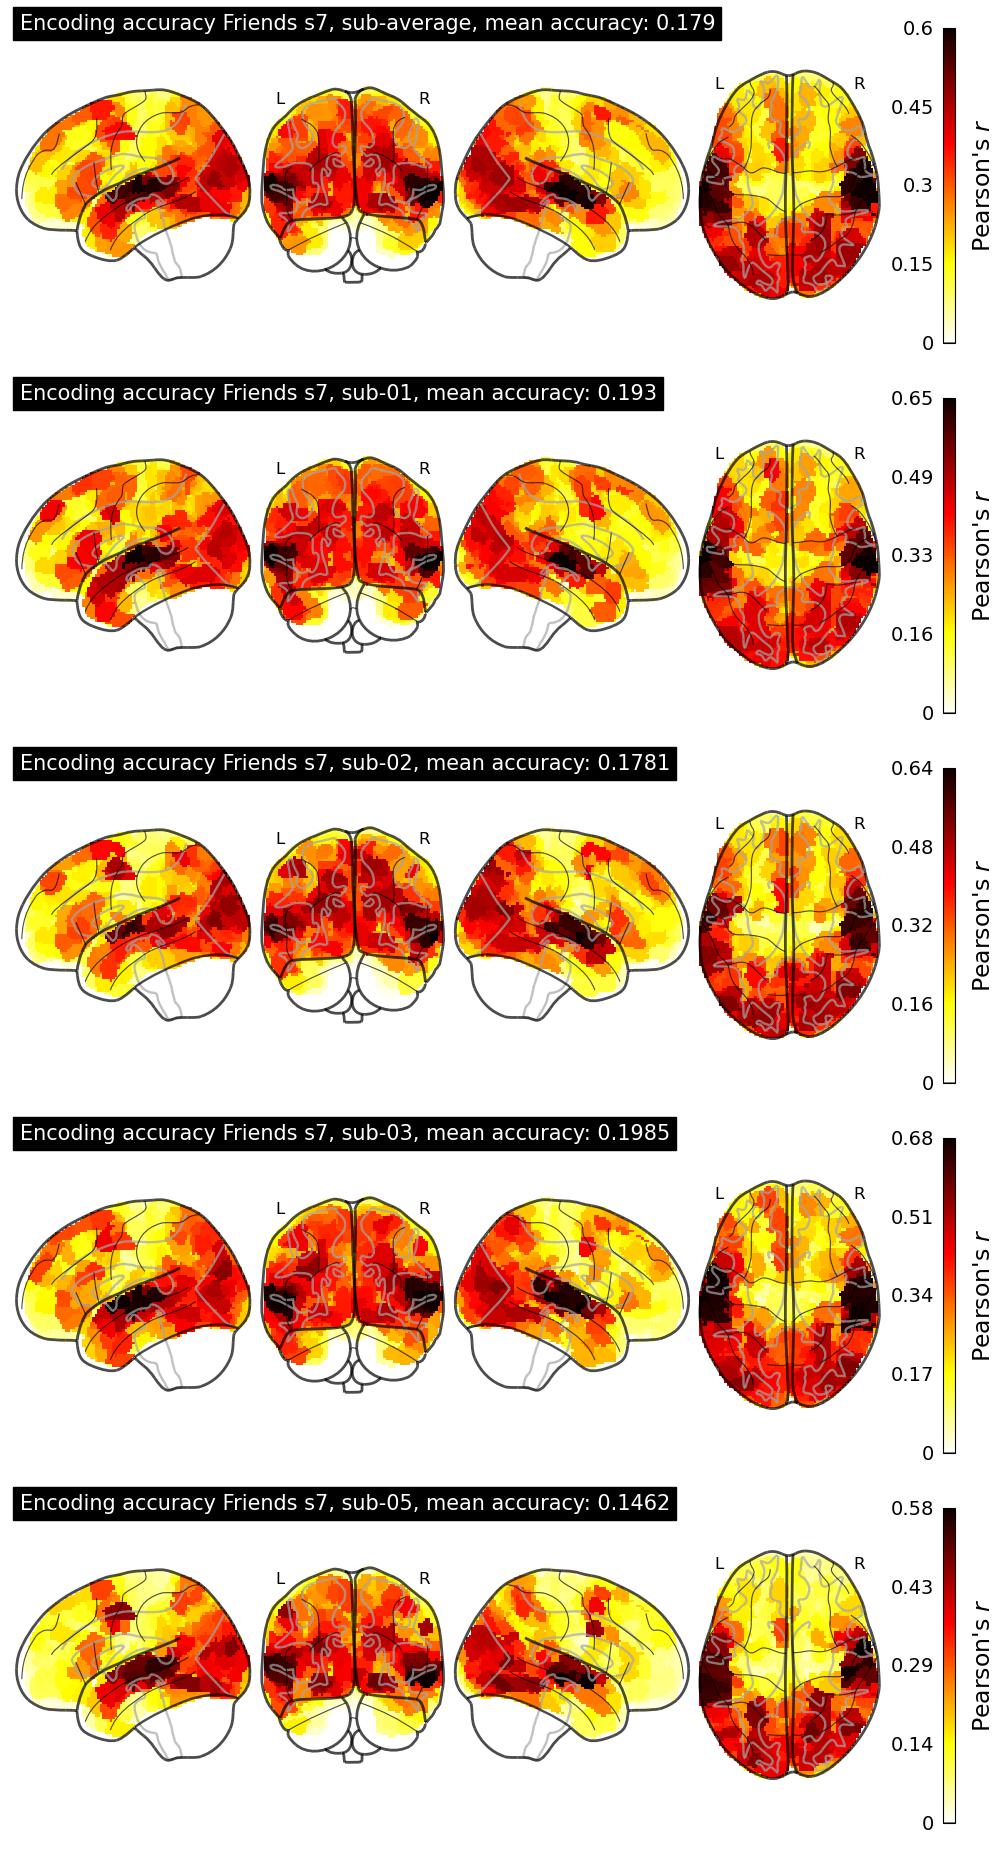 Encoding accuracy Friends s7, sub-average, mean accuracy: 0.179
L R L R
0.6
0.45
0.3
0.15
0
Pearson's r
Encoding accuracy Friends s7, sub-01, mean accuracy: 0.193
L R L R
0.65
0.49
0.33
0.16
0
Pearson's r
Encoding accuracy Friends s7, sub-02, mean accuracy: 0.1781
L R L R
0.64
0.48
0.32
0.16
0
Pearson's r
Encoding accuracy Friends s7, sub-03, mean accuracy: 0.1985
L R L R
0.68
0.51
0.34
0.17
0
Pearson's r
Encoding accuracy Friends s7, sub-05, mean accuracy: 0.1462
L R L R
0.58
0.43
0.29
0.14
0
Pearson's r